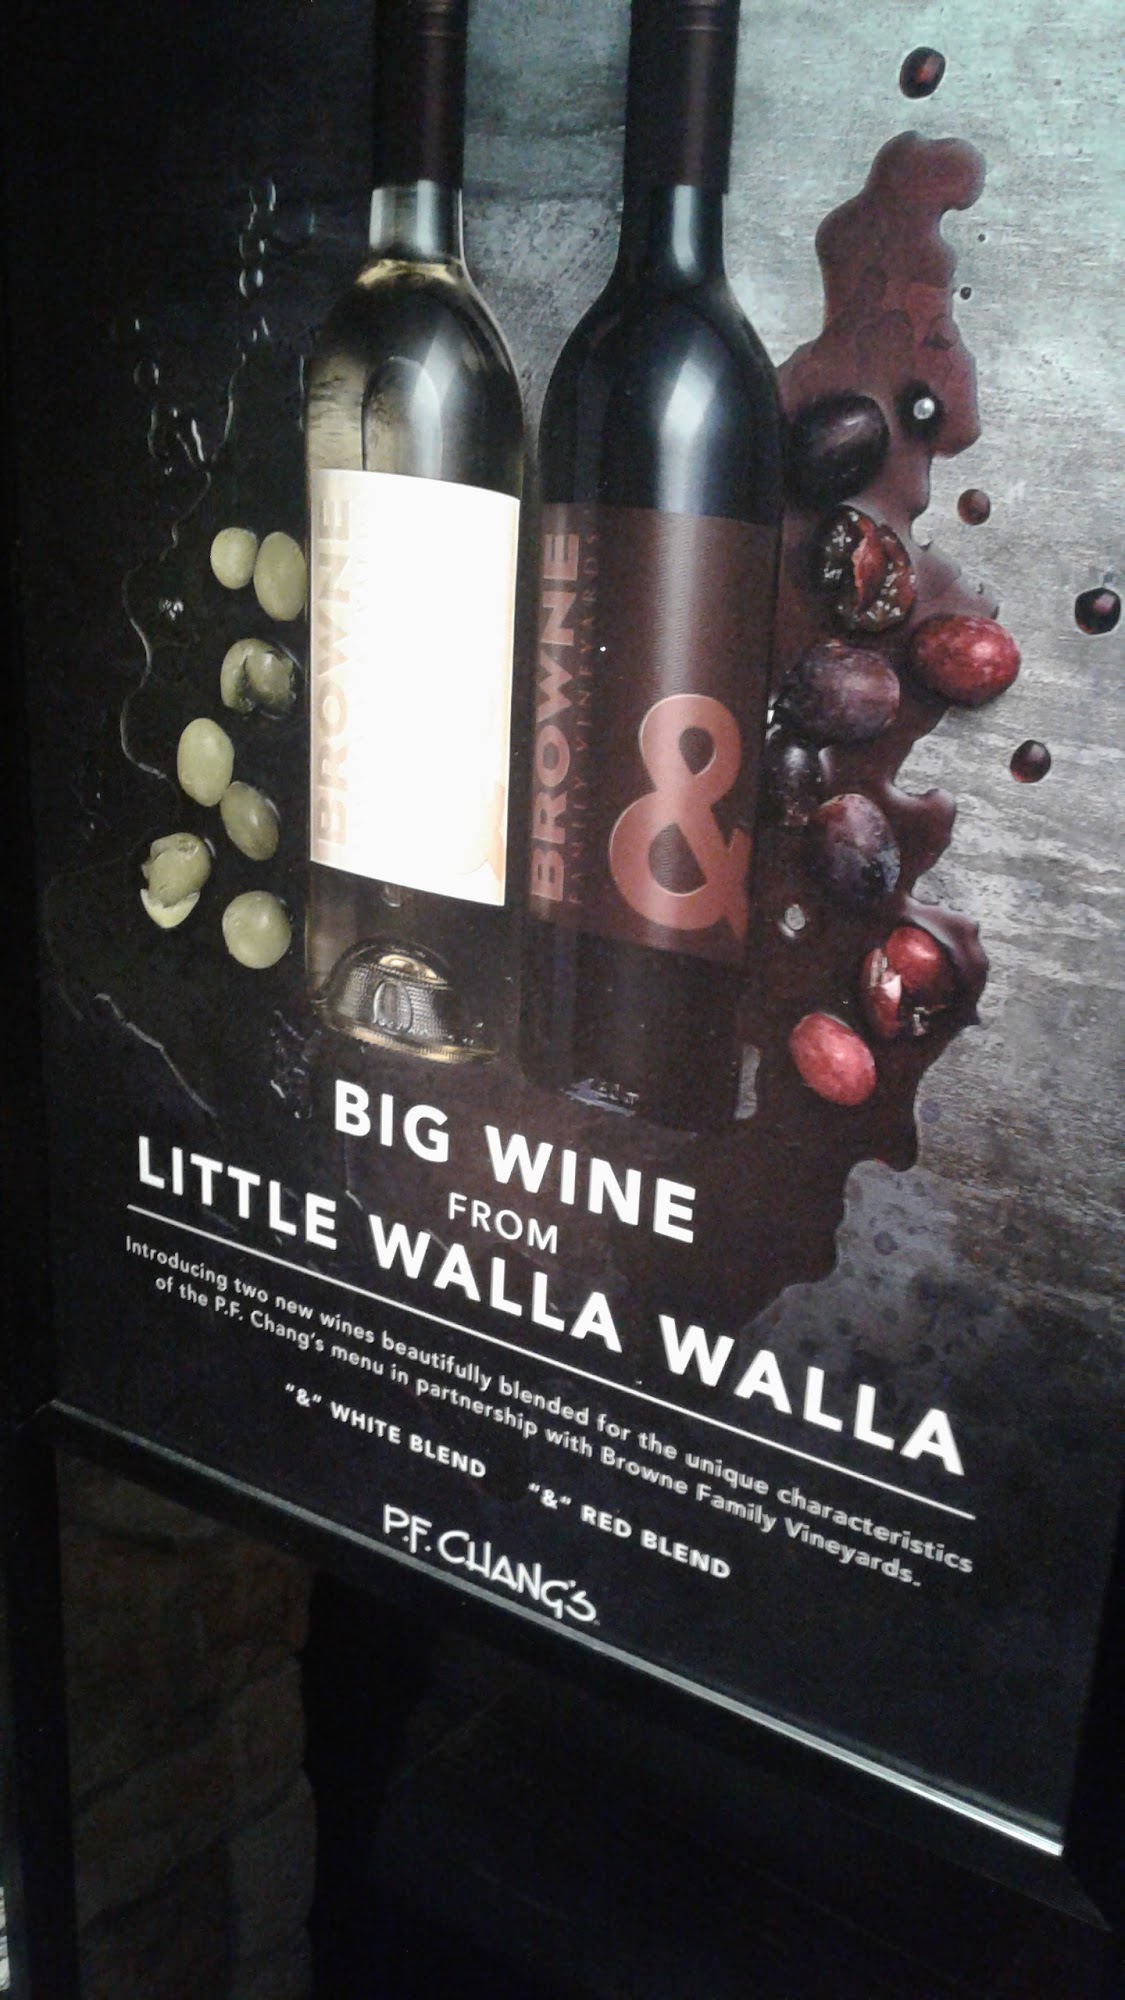 BROWNE
BROWNE
FAMILY VINEYARDS
&
BIG WINE
FROM
LITTLE WALLA WALLA
Introducing two new wines beautifully blended for the unique characteristics
of the P.F. Chang's menu in partnership with Browne Family Vineyards.
"&" WHITE BLEND "&" RED BLEND
P.F. CHANG'S